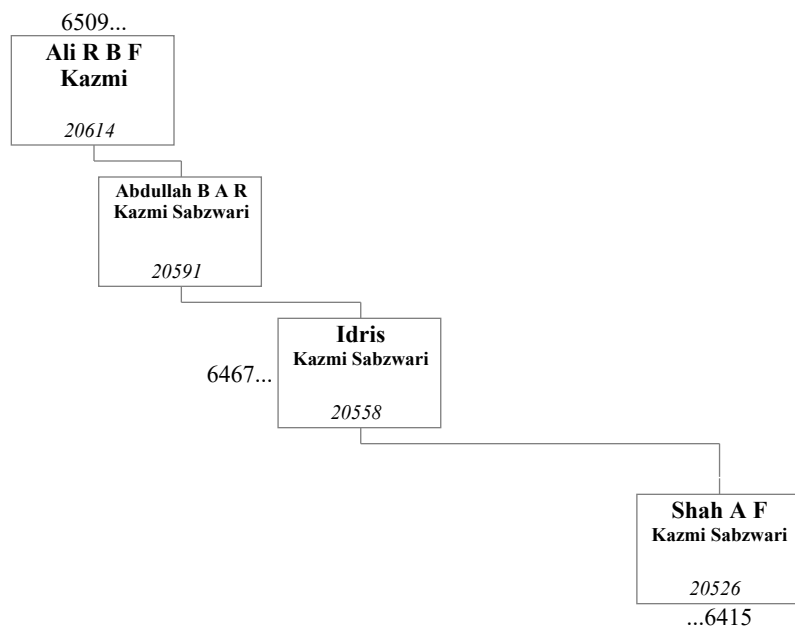 6509...
Ali R B F
Kazmi
20614
Abdullah B A R
Kazmi Sabzwari
20591
Idris
Kazmi Sabzwari
6467...
20558
Shah A F
Kazmi Sabzwari
20526
...6415